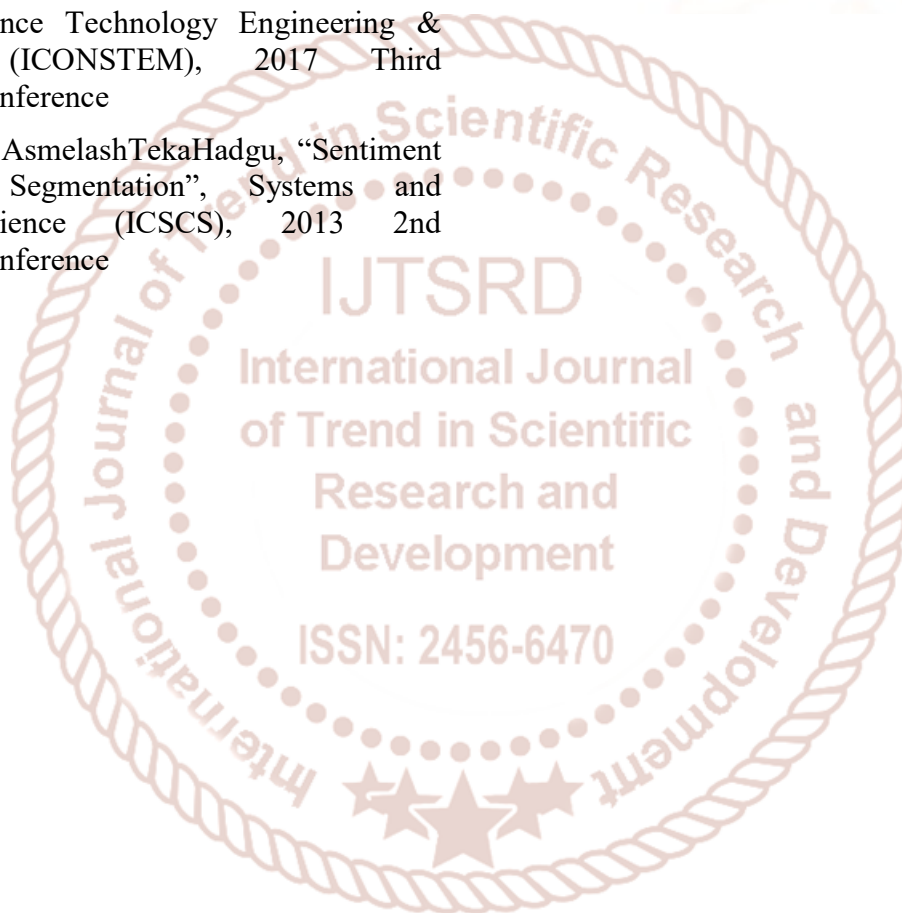 nce Technology Engineering &
(ICONSTEM), 2017 Third
nference
AsmelashTekaHadgu, “Sentiment
Segmentation”, Systems and
ience (ICSCS), 2013 2nd
nference
International Journal of Trend in Scientific Research and Development
IJTSRD
International Journal
of Trend in Scientific
Research and
Development
ISSN: 2456-6470